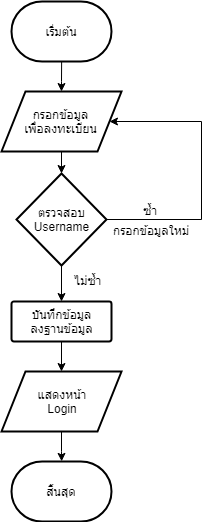 เริ่มต้น
กรอกข้อมูล
เพื่อลงทะเบียน
ตรวจสอบ
Username
ซ้ำ
กรอกข้อมูลใหม่
ไม่ซ้ำ
บันทึกข้อมูล
ลงฐานข้อมูล
แสดงหน้า
Login
สิ้นสุด